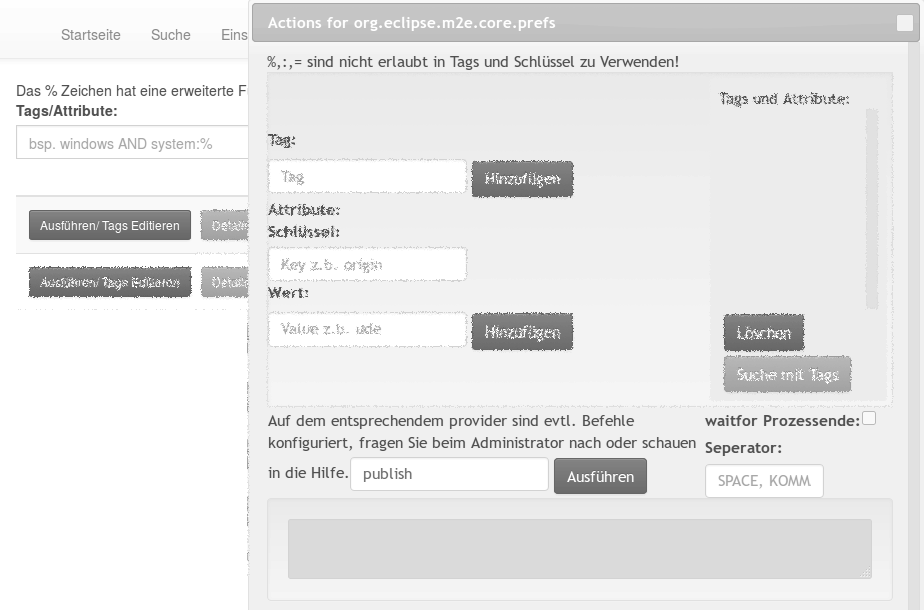 Startseite Suche Eins
Das % Zeichen hat eine erweiterte F
Tags/Attribute:
bsp. windows AND system:%
Ausführen/ Tags Editieren Details
Ausführen/ Tags Editieren Details
Actions for org.eclipse.m2e.core.prefs
%,:,= sind nicht erlaubt in Tags und Schlüssel zu Verwenden!
Tag:
Tag Hinzufügen
Attribute:
Schlüssel:
Key z.b. origin
Wert:
Value z.b. ude Hinzufügen
Tags und Attribute:
Löschen
Suche mit Tags
Auf dem entsprechendem provider sind evtl. Befehle
konfiguriert, fragen Sie beim Administrator nach oder schauen
in die Hilfe. publish Ausführen
waitfor Prozessende:
Seperator:
SPACE, KOMM